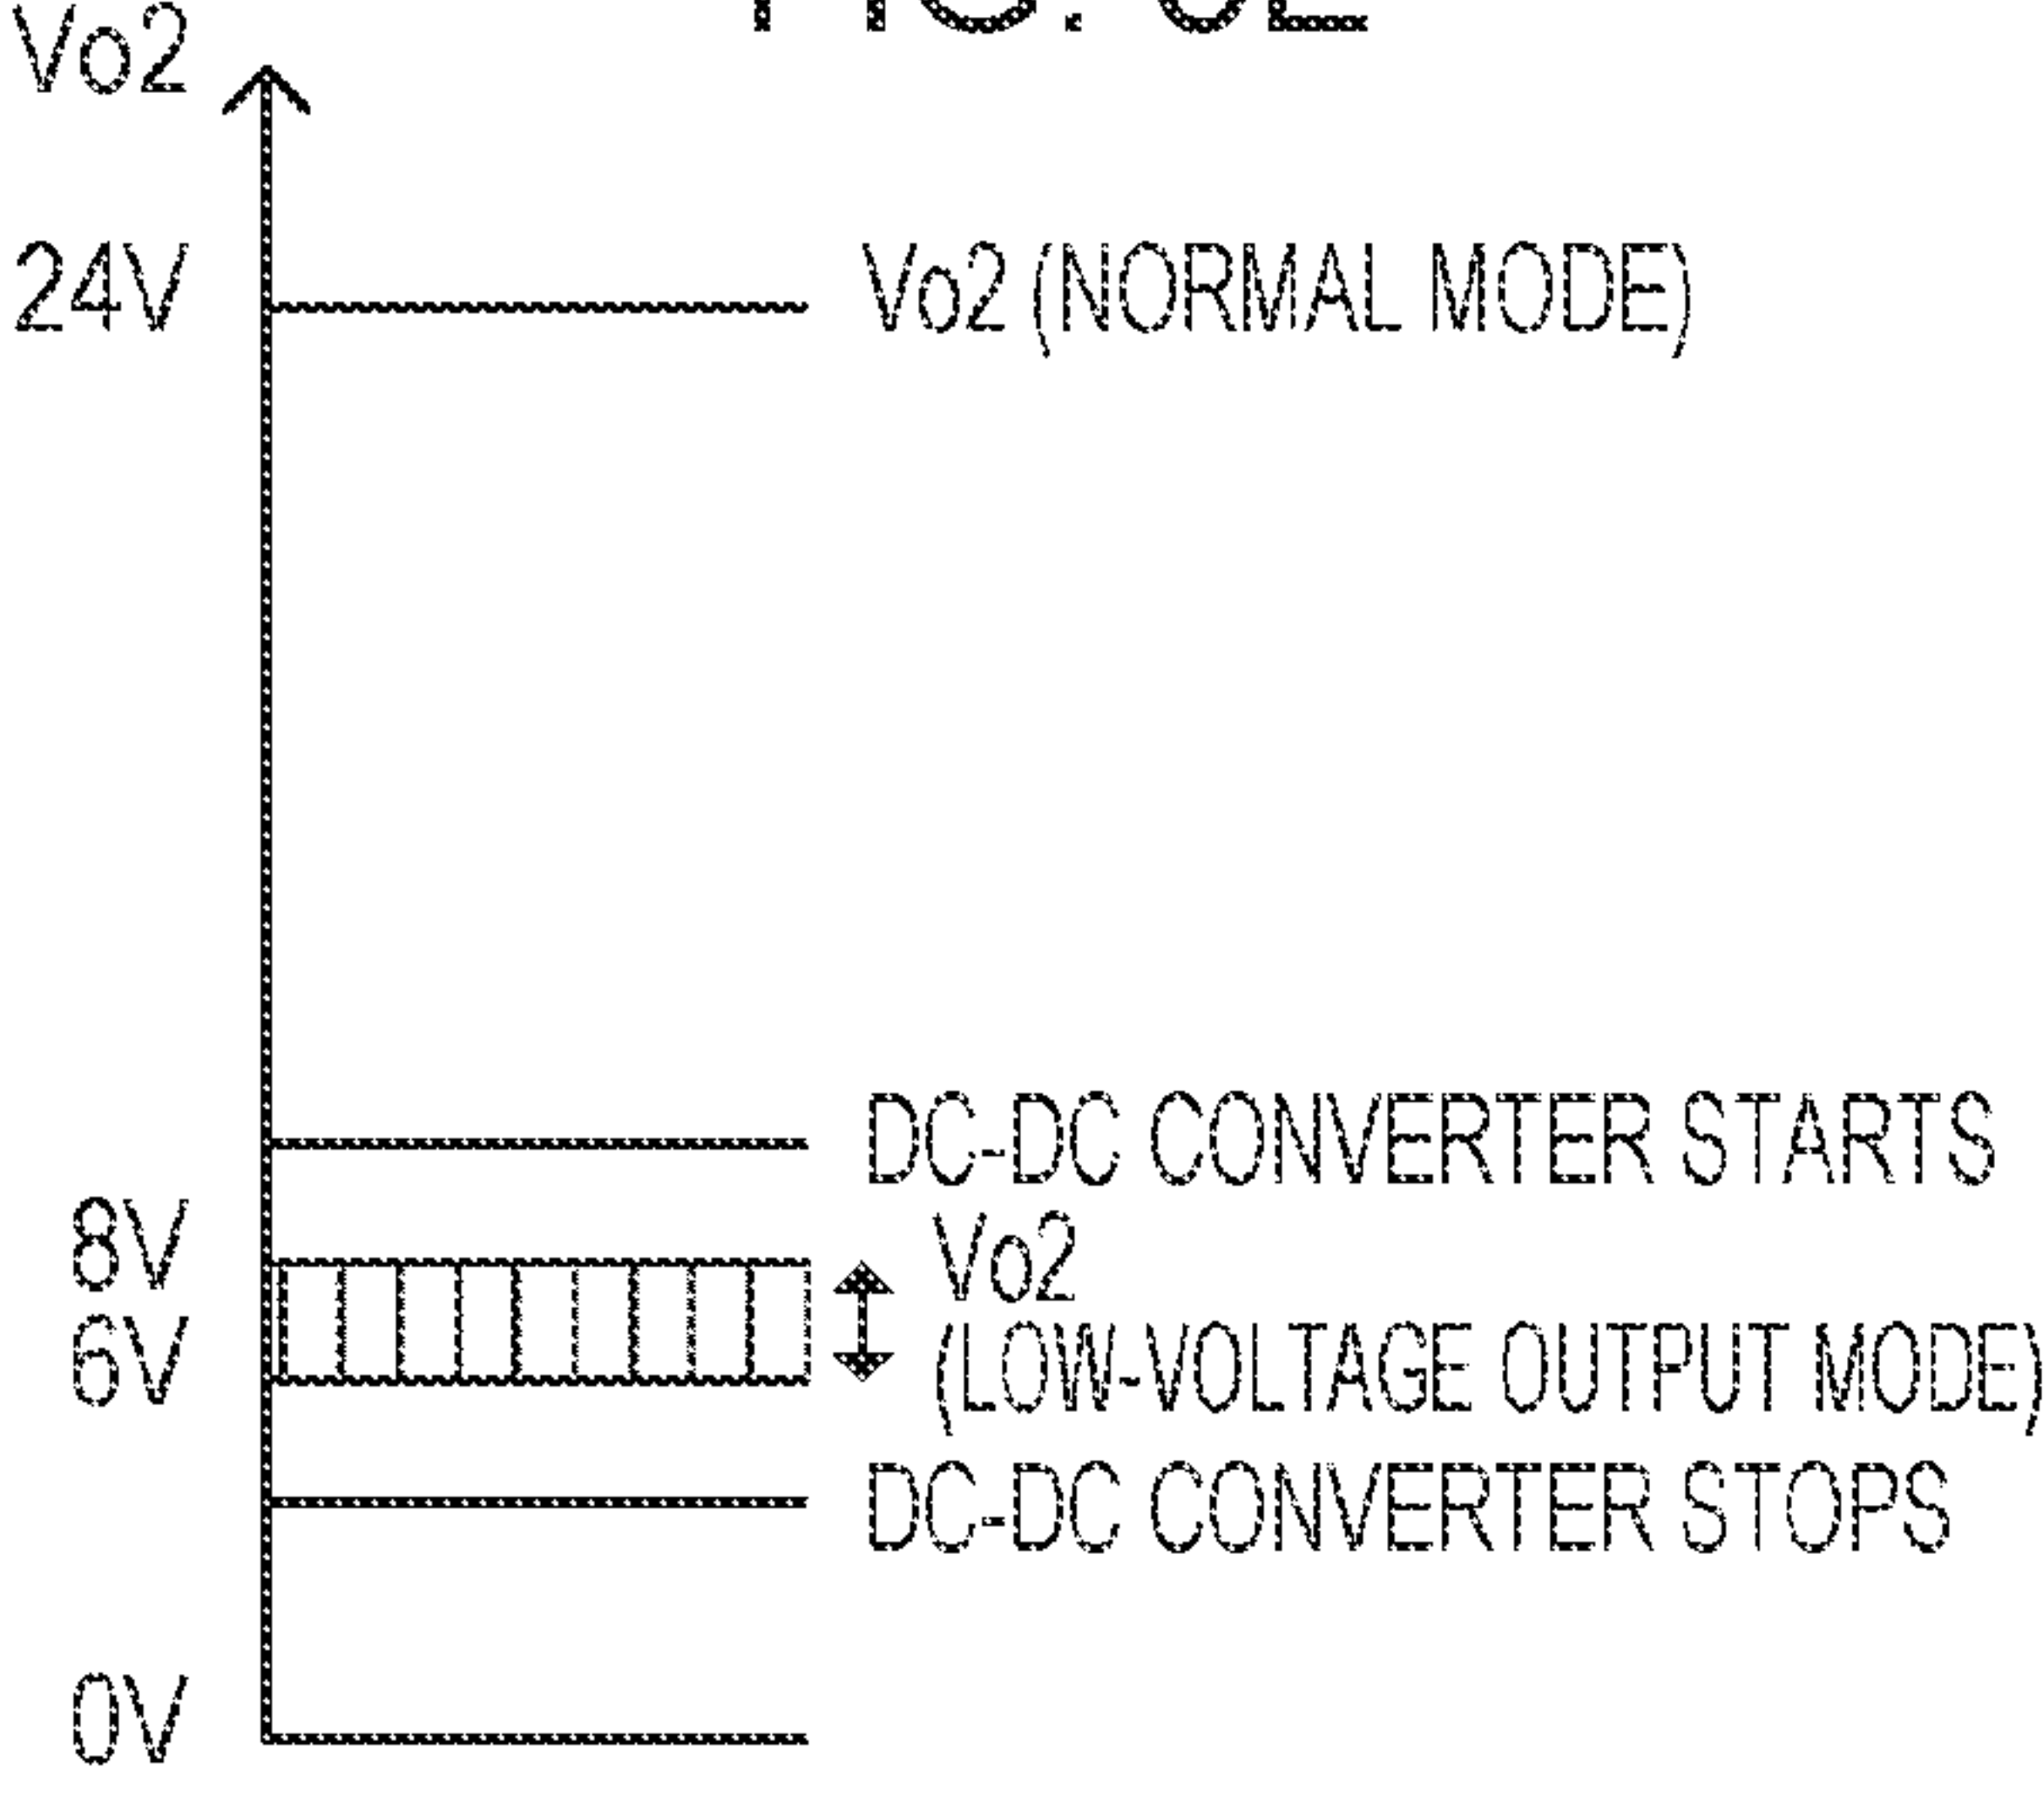 Vo2
24V
Vo2 (NORMAL MODE)
DC-DC CONVERTER STARTS
8V
Vo2
6V
(LOW-VOLTAGE OUTPUT MODE)
DC-DC CONVERTER STOPS
0V